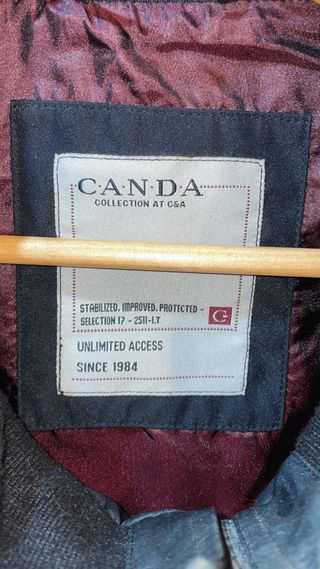 C·A·N·D·A
COLLECTION AT C&A
STABILIZED. IMPROVED. PROTECTED -
SELECTION 17 - 2511-I.T
UNLIMITED ACCESS
SINCE 1984